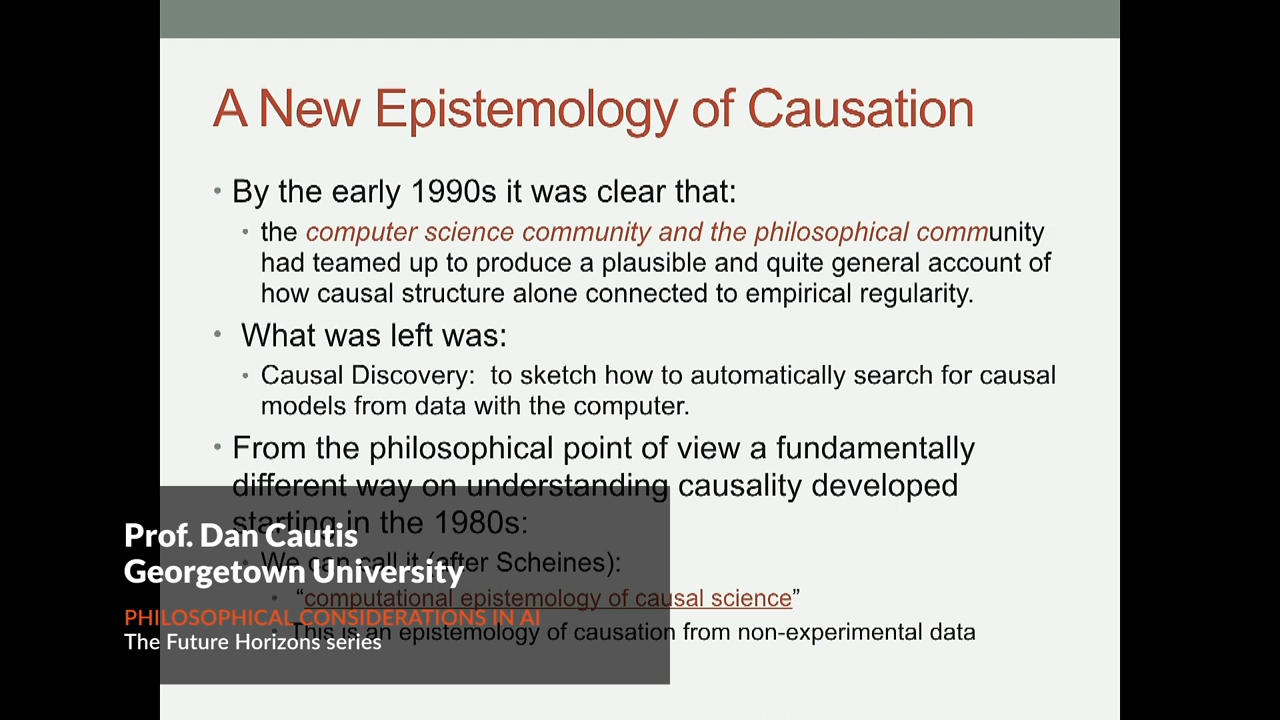 A New Epistemology of Causation
• By the early 1990s it was clear that:
• the computer science community and the philosophical community
had teamed up to produce a plausible and quite general account of
how causal structure alone connected to empirical regularity.
• What was left was:
• Causal Discovery: to sketch how to automatically search for causal
models from data with the computer.
• From the philosophical point of view a fundamentally
different way on understanding causality developed
starting in the 1980s:
• We can call it (after Scheines):
• “computational epistemology of causal science”
• This is an epistemology of causation from non-experimental data
Prof. Dan Cautis
Georgetown University
PHILOSOPHICAL CONSIDERATIONS IN AI
The Future Horizons series